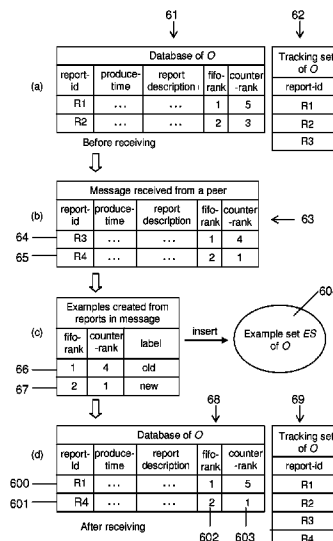 61
62
Database of O
Tracking set of O
(a)
report-id
produce-time
report description
fifo-rank
counter-rank
report-id
R1 ... ... 1 5
R1
R2 ... ... 2 3
R2
R3
Before receiving
Message received from a peer
(b)
report-id
produce-time
report description
fifo-rank
counter-rank
63
64 R3 ... ... 1 4
65 R4 ... ... 2 1
Examples created from reports in message
(c)
fifo-rank
counter-rank
label
insert
Example set ES of O
66 1 4 old
67 2 1 new
68
69
Database of O
Tracking set of O
(d)
report-id
produce-time
report description
fifo-rank
counter-rank
report-id
600 R1 ... ... 1 5
R1
601 R4 ... ... 2 1
R2
R3
R4
After receiving
602
603